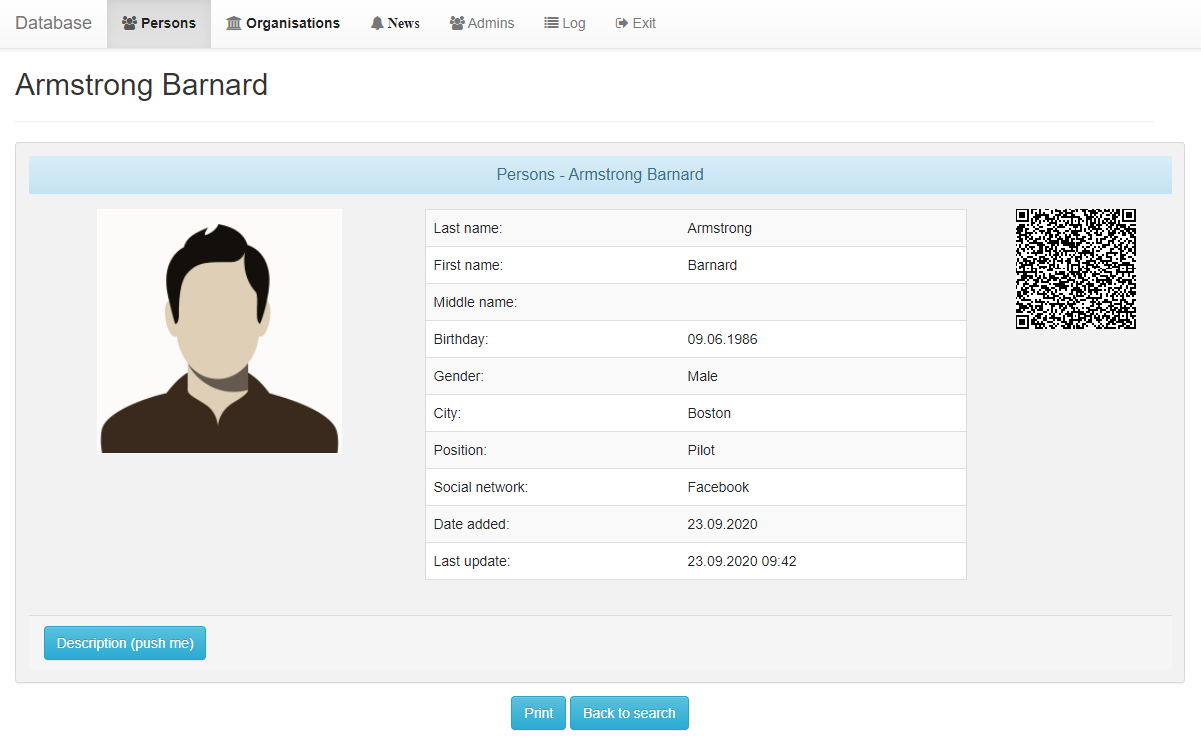 Database Persons Organisations News Admins Log Exit
Armstrong Barnard
Persons - Armstrong Barnard
Last name: Armstrong
First name: Barnard
Middle name:
Birthday: 09.06.1986
Gender: Male
City: Boston
Position: Pilot
Social network: Facebook
Date added: 23.09.2020
Last update: 23.09.2020 09:42
Description (push me)
Print Back to search